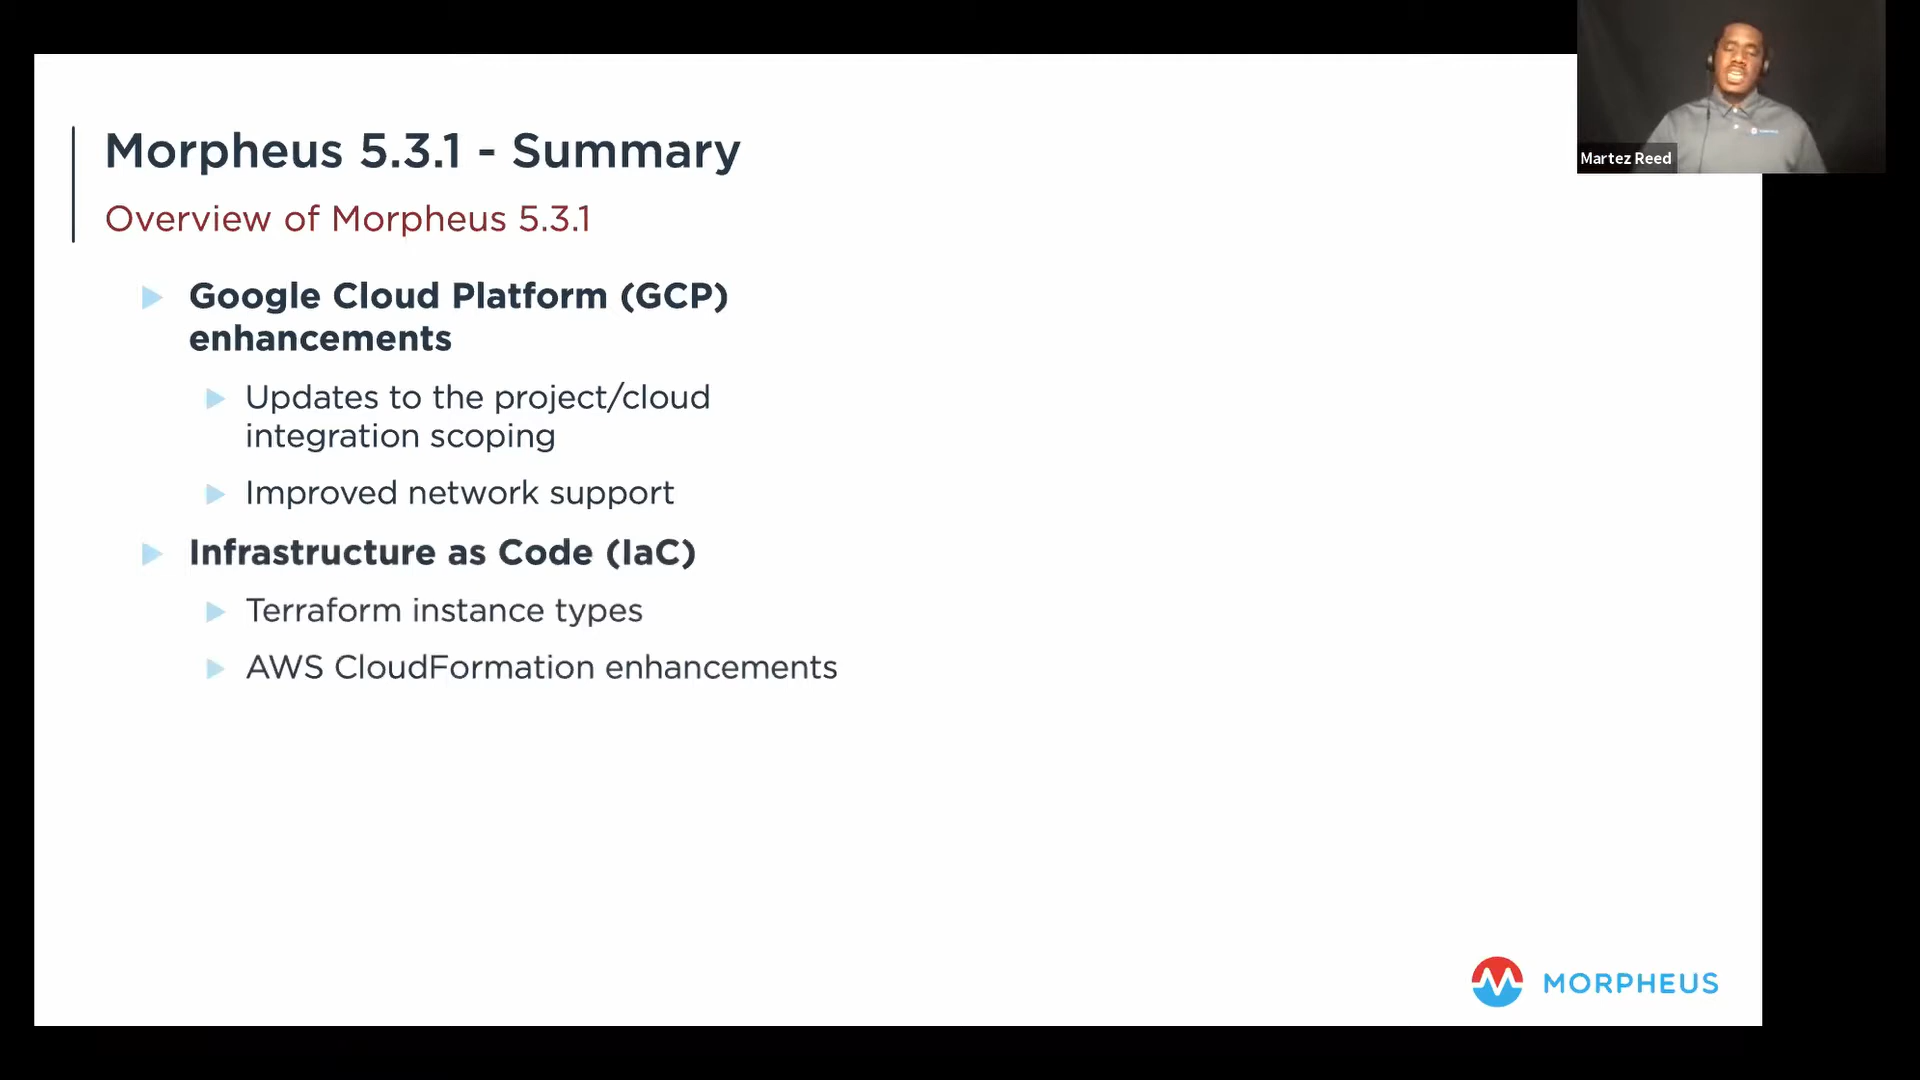 Morpheus 5.3.1 - Summary
Overview of Morpheus 5.3.1
Google Cloud Platform (GCP)
enhancements
Updates to the project/cloud
integration scoping
Improved network support
Infrastructure as Code (IaC)
Terraform instance types
AWS CloudFormation enhancements
Martez Reed
MORPHEUS